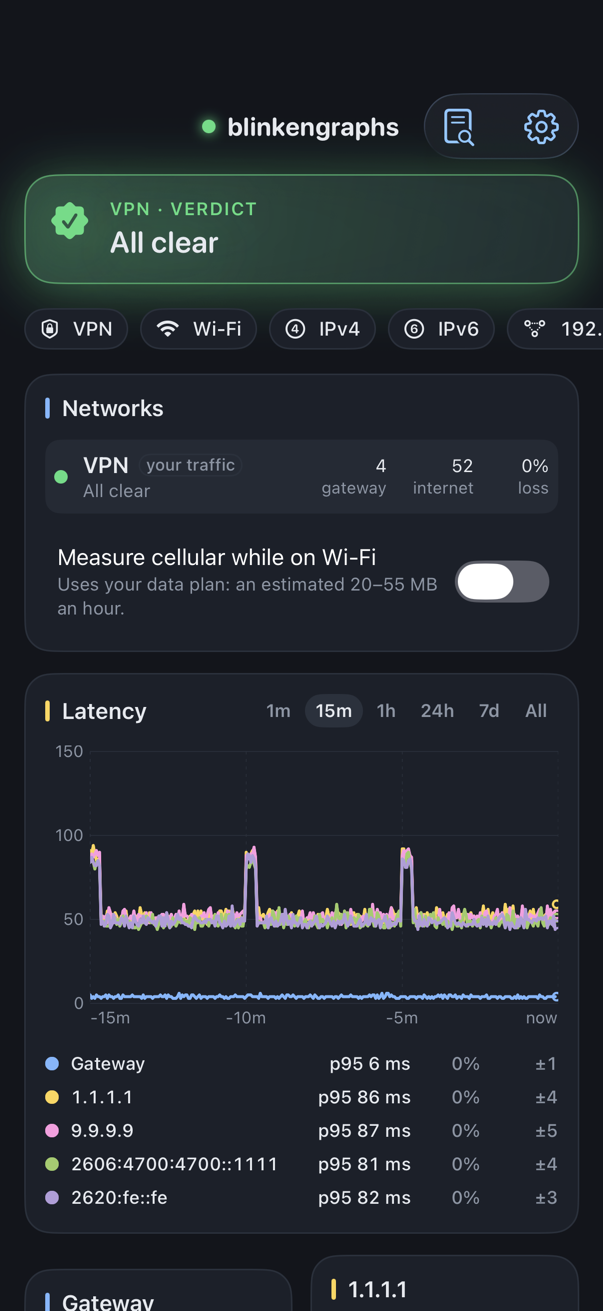 blinkengraphs
VPN · VERDICT
All clear
VPN
Wi-Fi
4 IPv4
6 IPv6
192.
Networks
VPN your traffic 4 52 0%
All clear gateway internet loss
Measure cellular while on Wi-Fi
Uses your data plan: an estimated 20–55 MB
an hour.
Latency 1m 15m 1h 24h 7d All
150
100
50
0
-15m -10m -5m now
Gateway p95 6 ms 0% ±1
1.1.1.1 p95 86 ms 0% ±4
9.9.9.9 p95 87 ms 0% ±5
2606:4700:4700::1111 p95 81 ms 0% ±4
2620:fe::fe p95 82 ms 0% ±3
Gateway
1.1.1.1